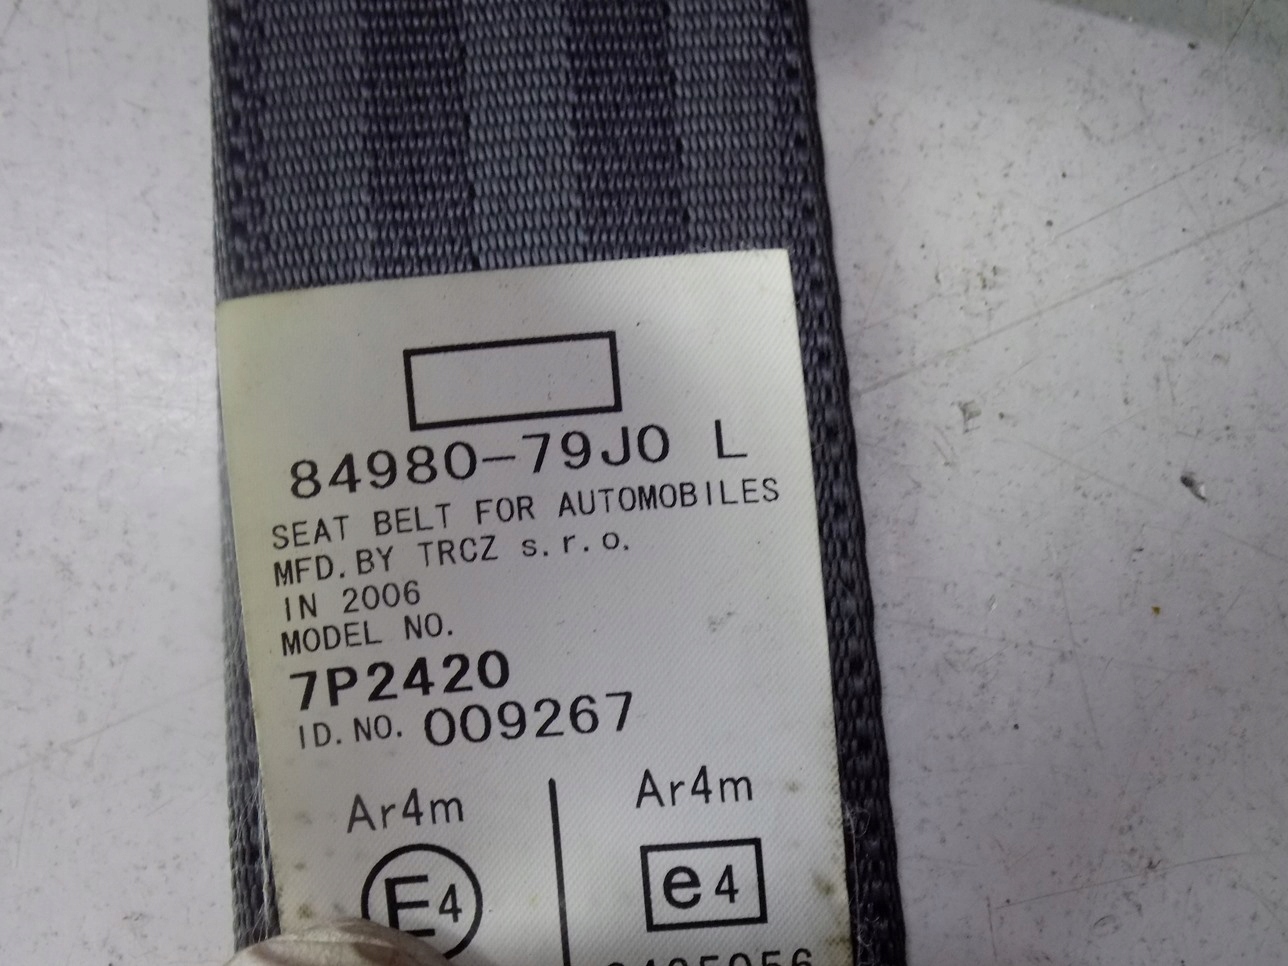 84980-79J0 L
SEAT BELT FOR AUTOMOBILES
MFD. BY TRCZ s.r.o.
IN 2006
MODEL NO.
7P2420
ID. NO. 009267
Ar4m Ar4m
E4 e4